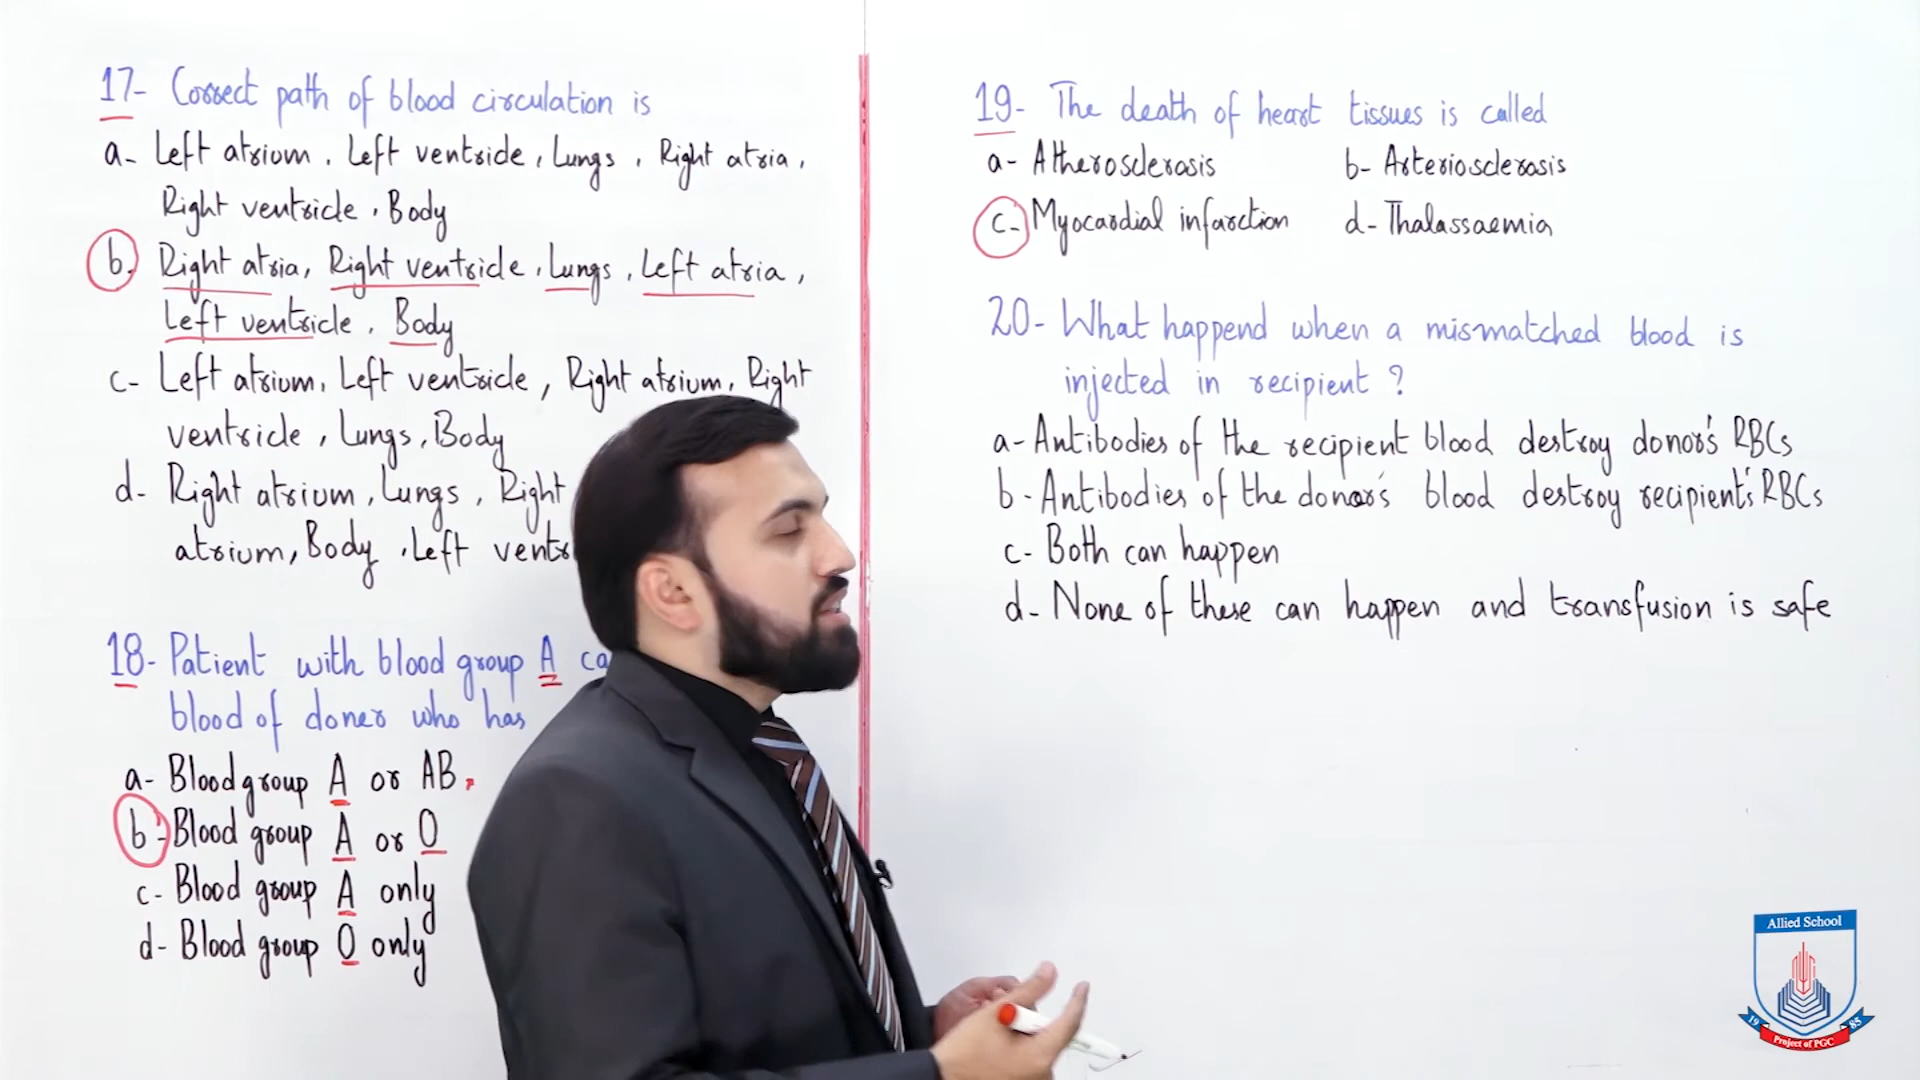 17- Correct path of blood circulation is
a- Left atrium, Left ventricle, Lungs, Right atria,
Right ventricle, Body
b. Right atria, Right ventricle, Lungs, Left atria,
Left ventricle, Body
c- Left atrium, Left ventricle, Right atrium, Right
ventricle, Lungs, Body
d- Right atrium, Lungs, Right
atrium, Body, Left
18- Patient with blood group A
blood of doner who has
a- Blood group A or AB,
b- Blood group A or O
c- Blood group A only
d- Blood group O only
19- The death of heart tissues is called
a- Atherosclerosis b- Arteriosclerosis
c- Myocardial infarction d- Thalassaemia
20- What happend when a mismatched blood is
injected in recipient ?
a- Antibodies of the recipient blood destroy donor's RBCs
b- Antibodies of the donor's blood destroy recipient's RBCs
c- Both can happen
d- None of these can happen and transfusion is safe
Allied School
19 85
Project of PGC